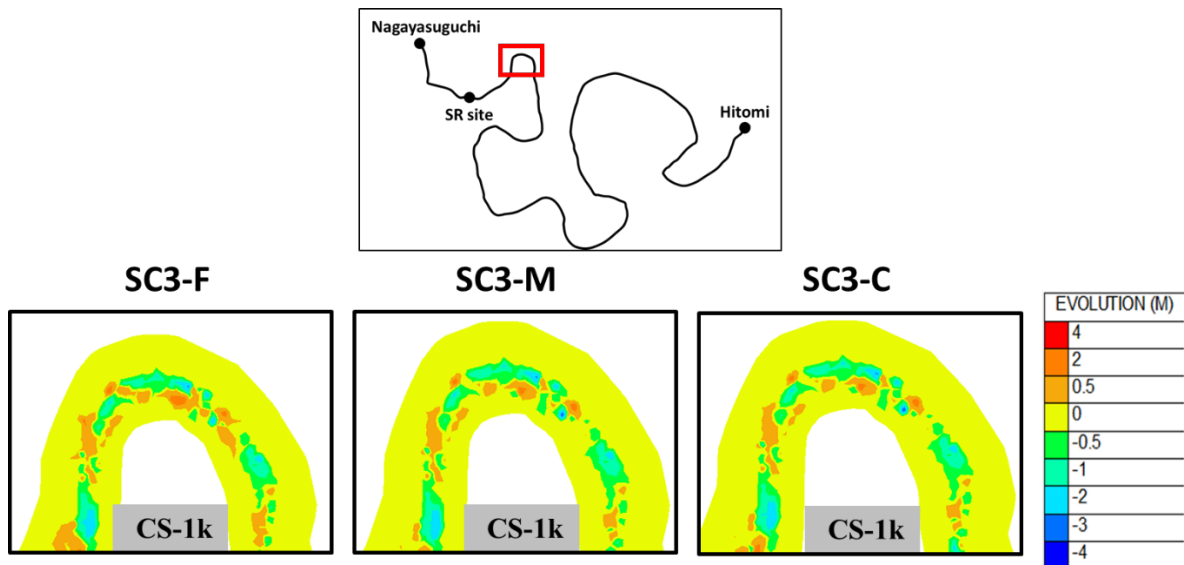 Nagayasuguchi
SR site
Hitomi
SC3-F
SC3-M
SC3-C
CS-1k
CS-1k
CS-1k
EVOLUTION (M)
4
2
0.5
0
-0.5
-1
-2
-3
-4